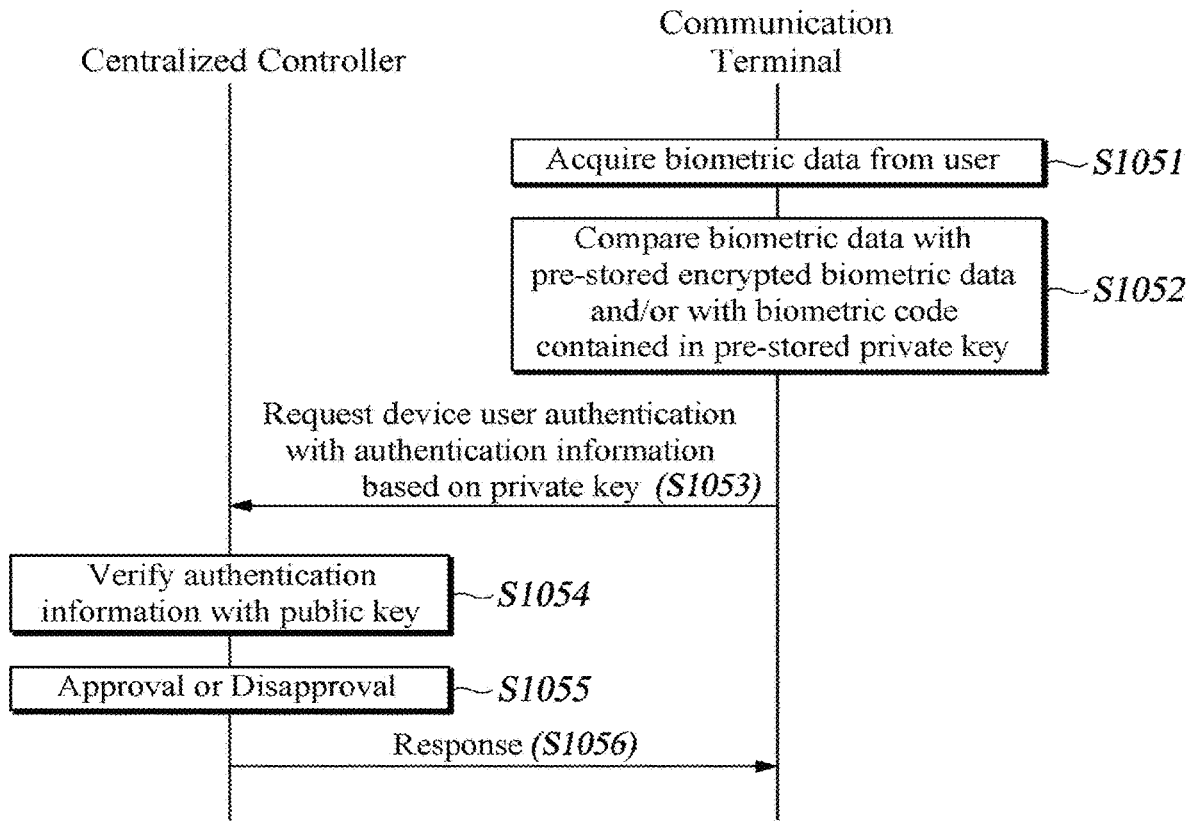 Centralized Controller
Communication
Terminal
Acquire biometric data from user
S1051
Compare biometric data with
pre-stored encrypted biometric data
and/or with biometric code
contained in pre-stored private key
S1052
Request device user authentication
with authentication information
based on private key (S1053)
Verify authentication
information with public key
S1054
Approval or Disapproval
S1055
Response (S1056)